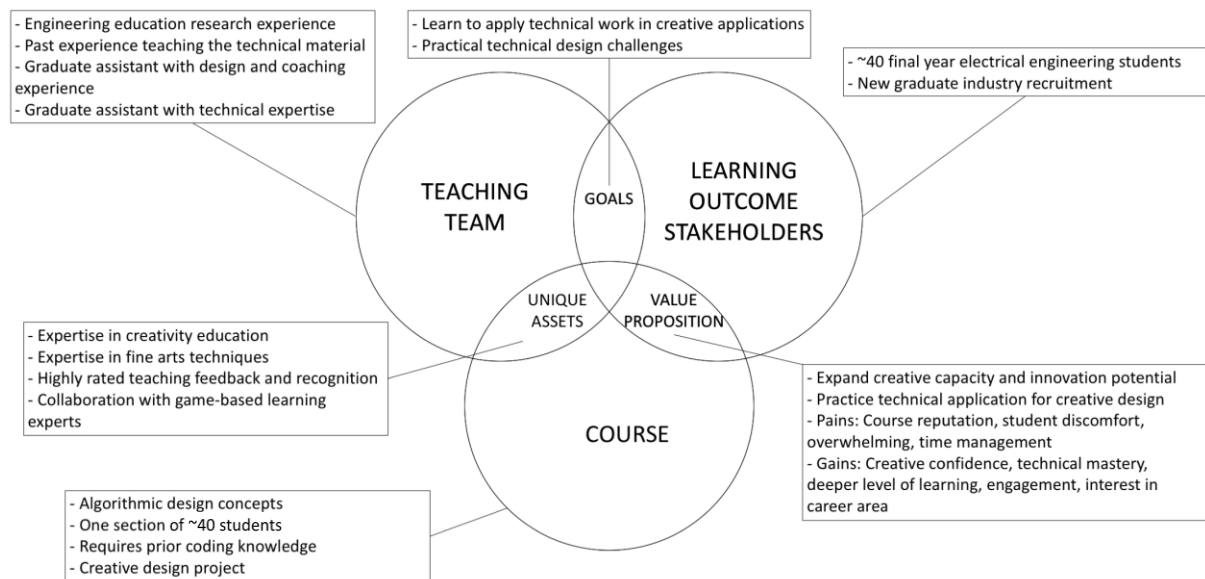 - Engineering education research experience
- Past experience teaching the technical material
- Graduate assistant with design and coaching
experience
- Graduate assistant with technical expertise
- Learn to apply technical work in creative applications
- Practical technical design challenges
- ~40 final year electrical engineering students
- New graduate industry recruitment
TEACHING
TEAM
GOALS
LEARNING
OUTCOME
STAKEHOLDERS
UNIQUE
ASSETS
VALUE
PROPOSITION
- Expertise in creativity education
- Expertise in fine arts techniques
- Highly rated teaching feedback and recognition
- Collaboration with game-based learning
experts
- Expand creative capacity and innovation potential
- Practice technical application for creative design
- Pains: Course reputation, student discomfort,
overwhelming, time management
- Gains: Creative confidence, technical mastery,
deeper level of learning, engagement, interest in
career area
COURSE
- Algorithmic design concepts
- One section of ~40 students
- Requires prior coding knowledge
- Creative design project